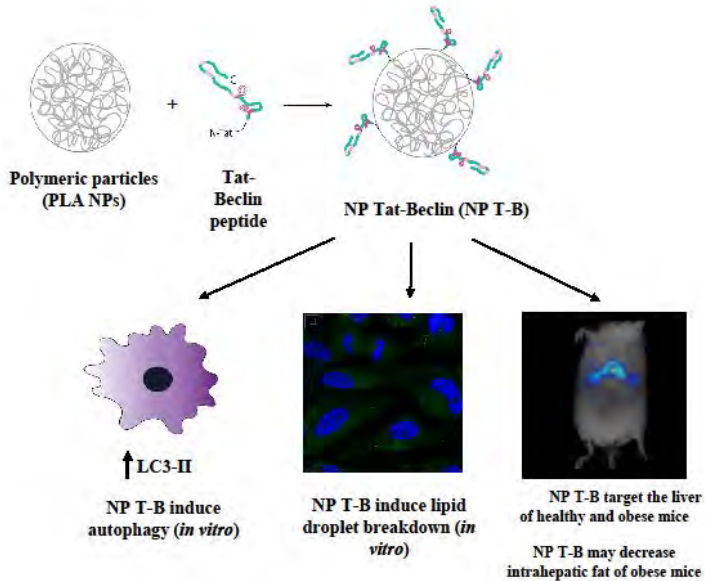 +
C
N-Tat
Polymeric particles
(PLA NPs)
Tat-
Beclin
peptide
NP Tat-Beclin (NP T-B)
LC3-II
NP T-B induce
autophagy (in vitro)
NP T-B induce lipid
droplet breakdown (in
vitro)
NP T-B target the liver
of healthy and obese mice
NP T-B may decrease
intrahepatic fat of obese mice